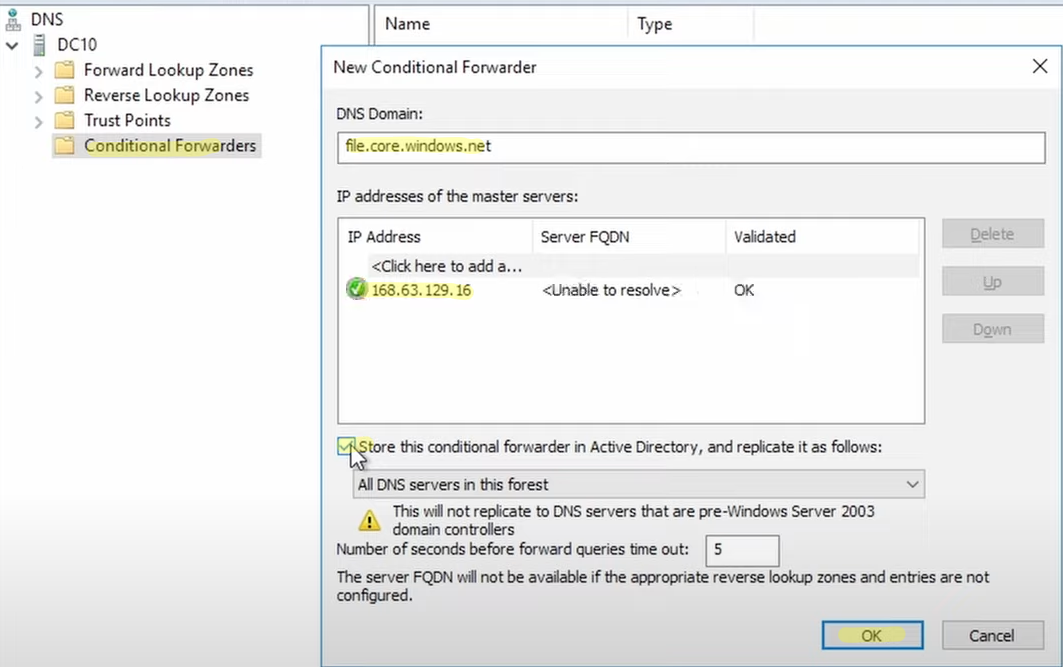 DNS
DC10
Forward Lookup Zones
Reverse Lookup Zones
Trust Points
Conditional Forwarders
Name Type
New Conditional Forwarder
DNS Domain:
file.core.windows.net
IP addresses of the master servers:
IP Address Server FQDN Validated
<Click here to add a...
168.63.129.16 <Unable to resolve> OK
Delete
Up
Down
Store this conditional forwarder in Active Directory, and replicate it as follows:
All DNS servers in this forest
This will not replicate to DNS servers that are pre-Windows Server 2003
domain controllers
Number of seconds before forward queries time out: 5
The server FQDN will not be available if the appropriate reverse lookup zones and entries are not
configured.
OK Cancel